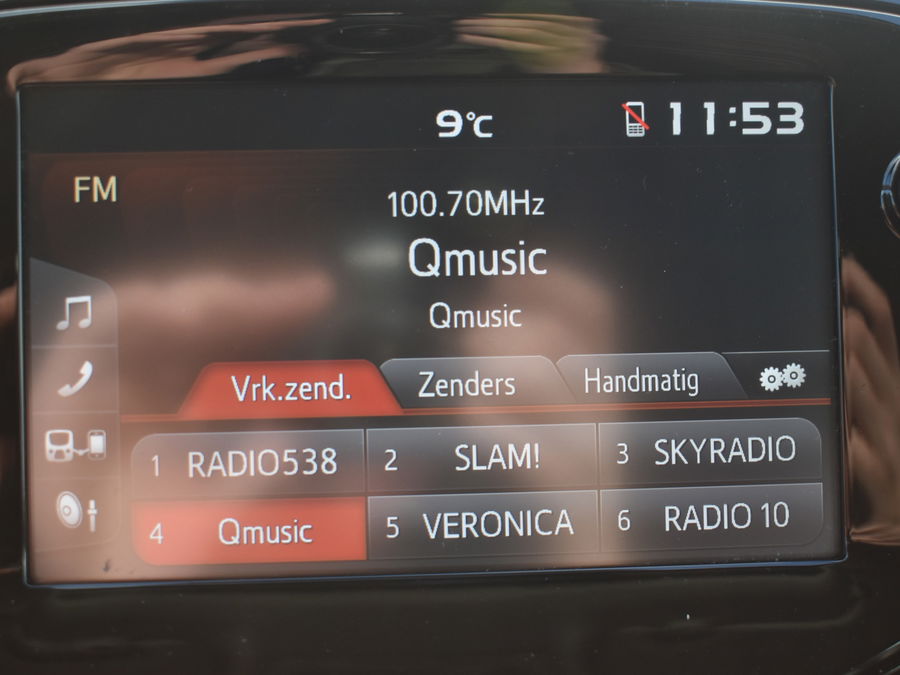 9°C 11:53
FM
100.70MHz
Qmusic
Qmusic
Vrk.zend. Zenders Handmatig
1 RADIO538 2 SLAM! 3 SKYRADIO
4 Qmusic 5 VERONICA 6 RADIO 10